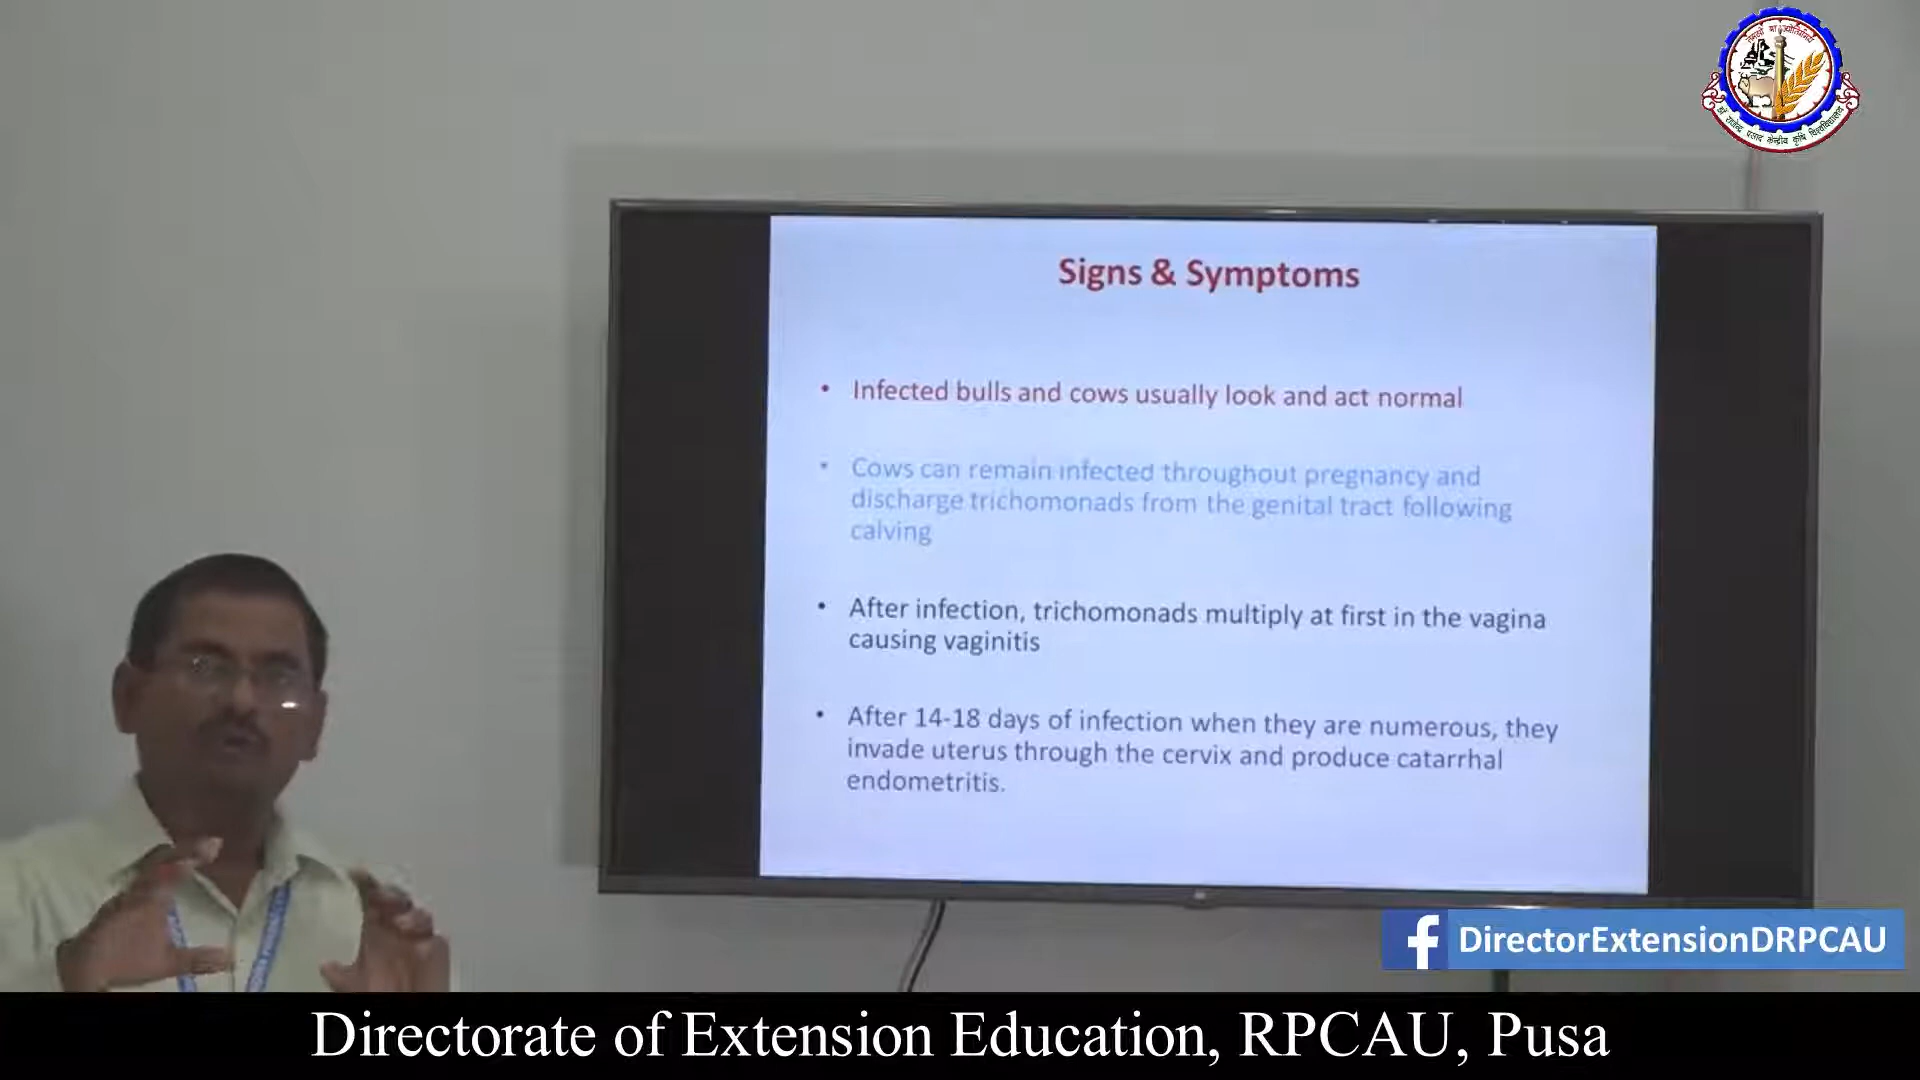 Signs & Symptoms
• Infected bulls and cows usually look and act normal
• Cows can remain infected throughout pregnancy and
discharge trichomonads from the genital tract following
calving
• After infection, trichomonads multiply at first in the vagina
causing vaginitis
• After 14-18 days of infection when they are numerous, they
invade uterus through the cervix and produce catarrhal
endometritis.
DirectorExtensionDRPCAU
Directorate of Extension Education, RPCAU, Pusa